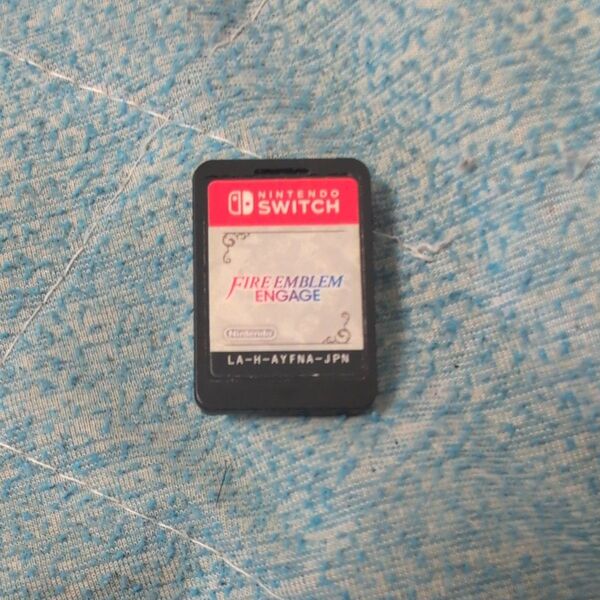 NINTENDO
SWITCH
FIRE EMBLEM
ENGAGE
Nintendo
LA-H-AYFNA-JPN